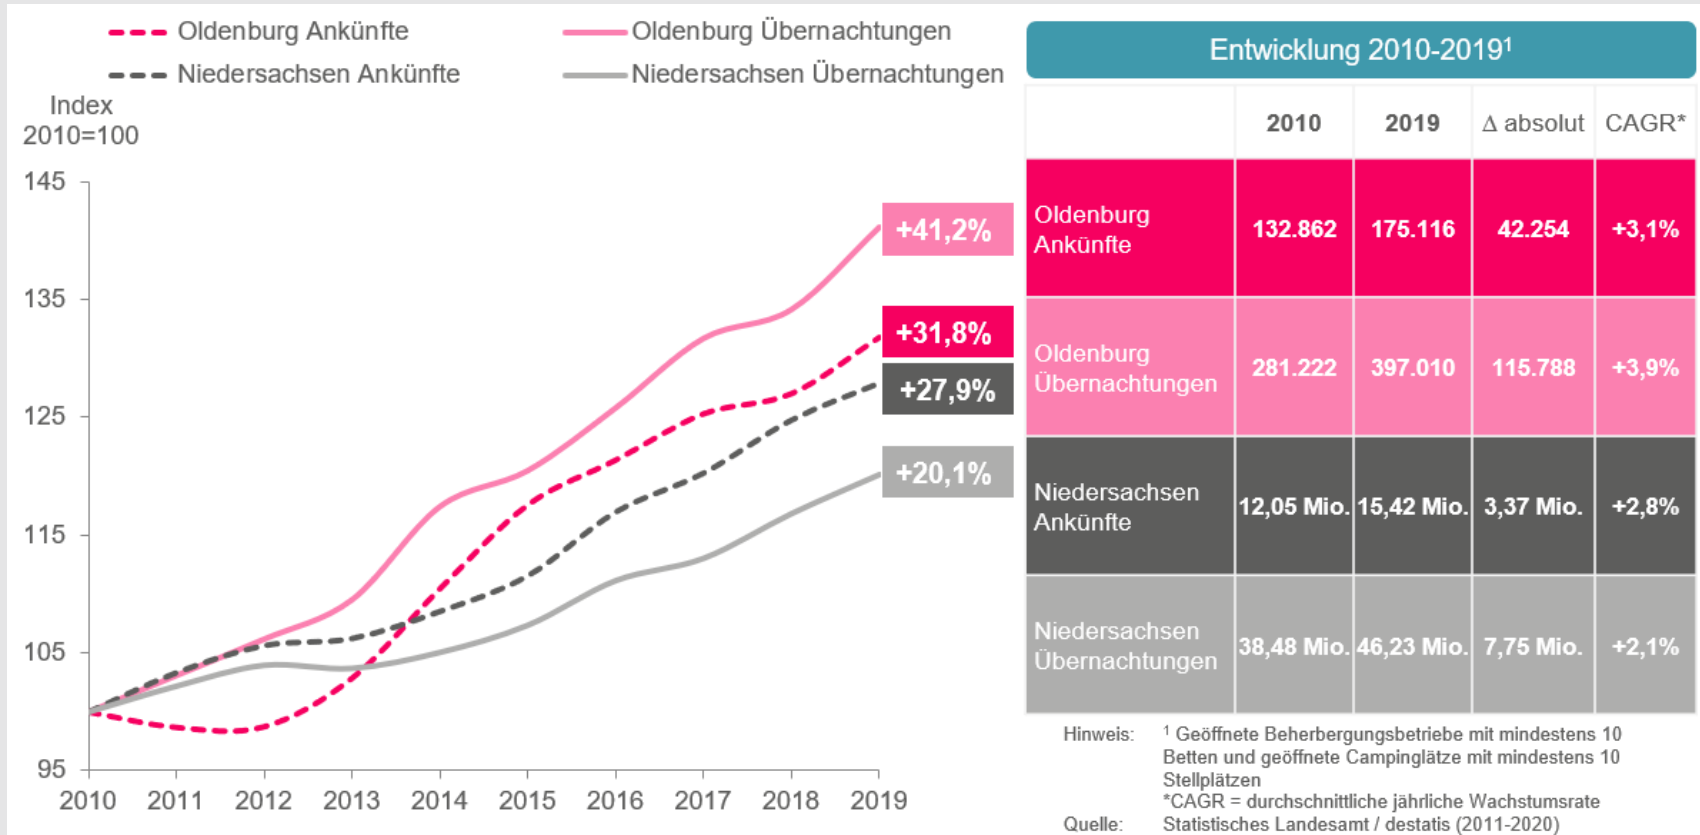 Oldenburg Ankünfte
Oldenburg Übernachtungen
Niedersachsen Ankünfte
Niedersachsen Übernachtungen
Index
2010=100
145
135
125
115
105
95
2010 2011 2012 2013 2014 2015 2016 2017 2018 2019
+41,2%
+31,8%
+27,9%
+20,1%
Entwicklung 2010-2019¹
2010 2019 Δ absolut CAGR*
Oldenburg
Ankünfte
132.862 175.116 42.254 +3,1%
Oldenburg
Übernachtungen
281.222 397.010 115.788 +3,9%
Niedersachsen
Ankünfte
12,05 Mio. 15,42 Mio. 3,37 Mio. +2,8%
Niedersachsen
Übernachtungen
38,48 Mio. 46,23 Mio. 7,75 Mio. +2,1%
Hinweis: ¹ Geöffnete Beherbergungsbetriebe mit mindestens 10
Betten und geöffnete Campinglätze mit mindestens 10
Stellplätzen
*CAGR = durchschnittliche jährliche Wachstumsrate
Quelle: Statistisches Landesamt / destatis (2011-2020)